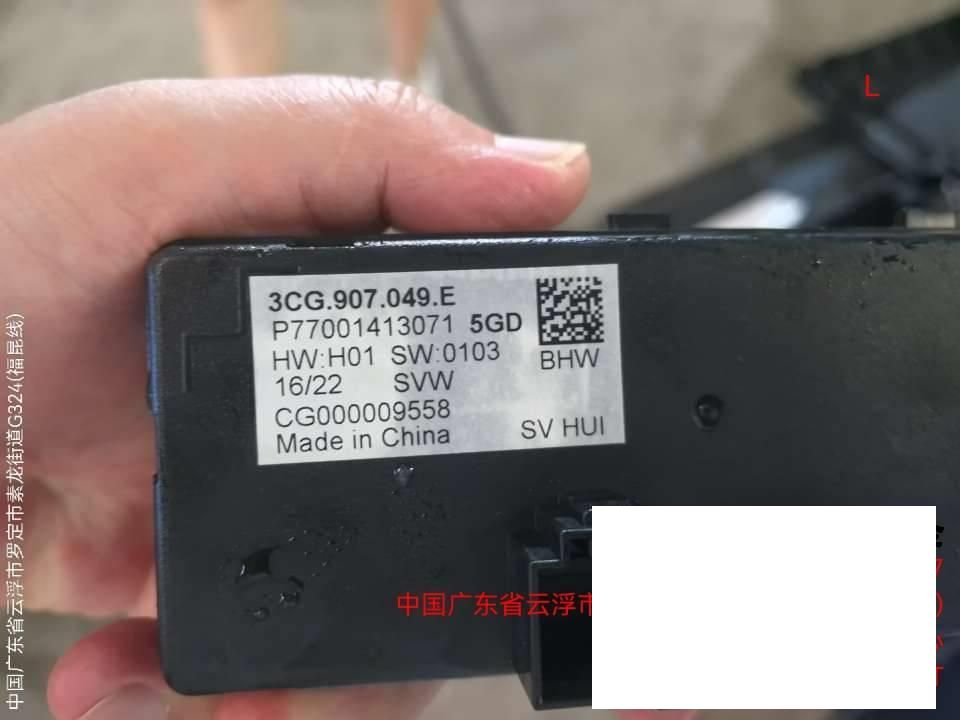 L
3CG.907.049.E
P77001413071 5GD
HW:H01 SW:0103
BHW
16/22 SVW
CG000009558
Made in China
SV HUI
中国广东省云浮市
中国广东省云浮市罗定市素龙街道G324(福昆线)